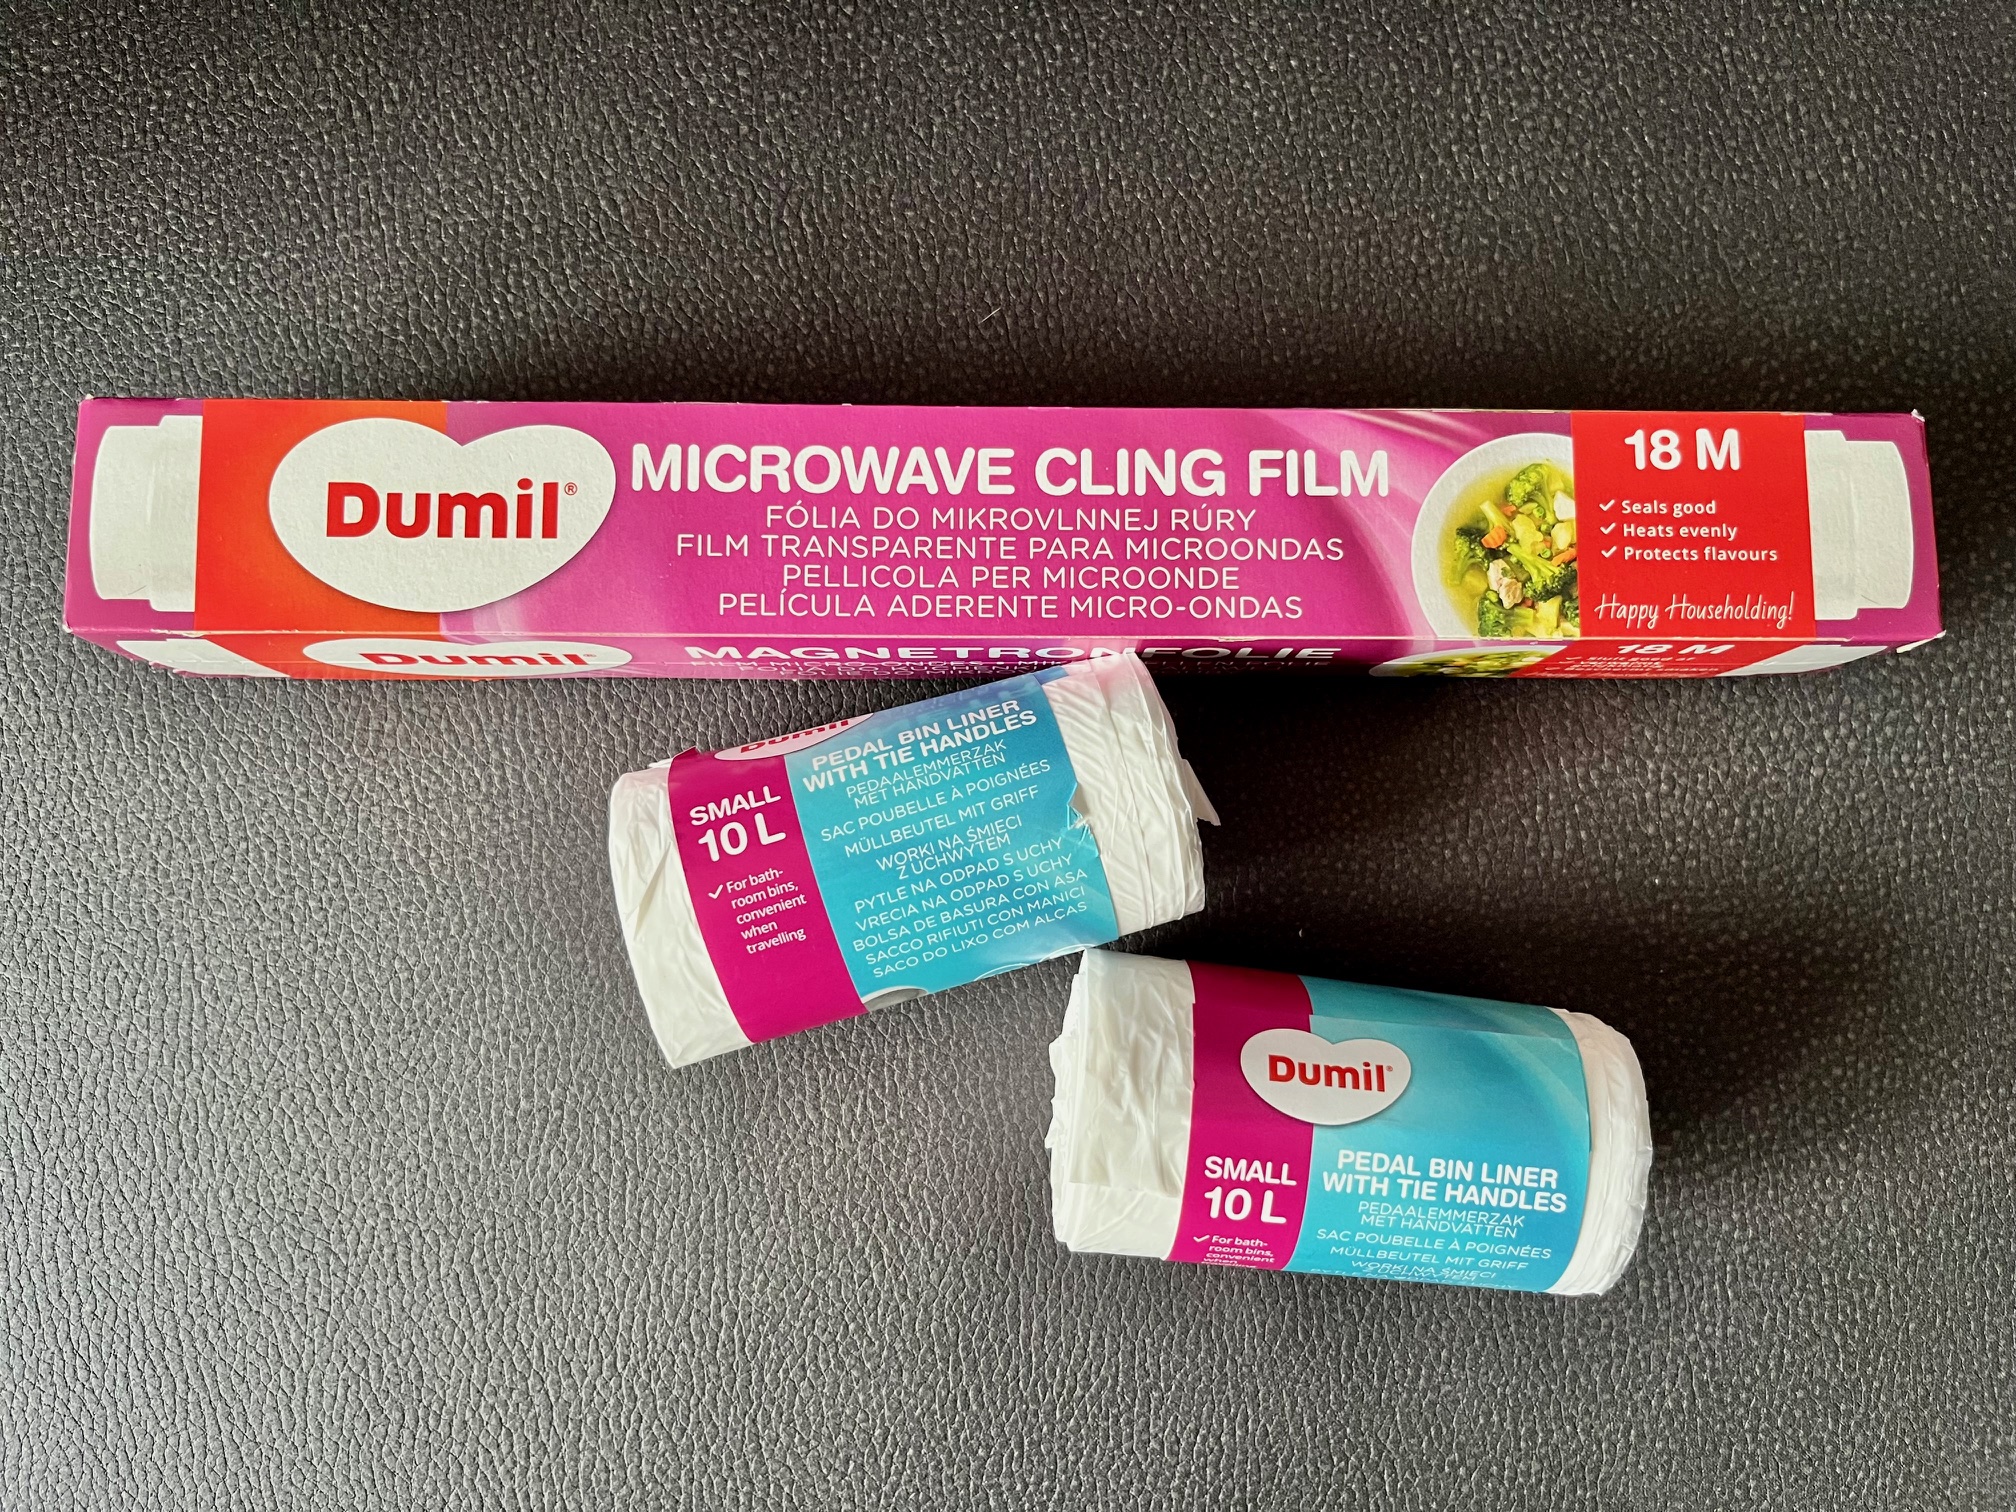 Dumil®
MICROWAVE CLING FILM
FÓLIA DO MIKROVLNNEJ RÚRY
FILM TRANSPARENTE PARA MICROONDAS
PELLICOLA PER MICROONDE
PELÍCULA ADERENTE MICRO-ONDAS
18 M
Seals good
Heats evenly
Protects flavours
Happy Householding!
Dumil
MAGNETRONFOLIE
18 M
Dumil
SMALL
10 L
For bath-
room bins,
convenient
when
travelling
PEDAL BIN LINER
WITH TIE HANDLES
PEDAALEMMERZAK
MET HANDVATTEN
SAC POUBELLE À POIGNÉES
MÜLLBEUTEL MIT GRIFF
WORKI NA ŚMIECI
Z UCHWYTEM
PYTLE NA ODPAD S UCHY
VRECIA NA ODPAD S UCHY
BOLSA DE BASURA CON ASA
SACCO RIFIUTI CON MANICI
SACO DO LIXO COM ALÇAS
Dumil®
SMALL
10 L
For bath-
room bins,
convenient
when
PEDAL BIN LINER
WITH TIE HANDLES
PEDAALEMMERZAK
MET HANDVATTEN
SAC POUBELLE À POIGNÉES
MÜLLBEUTEL MIT GRIFF
WORKI NA ŚMIECI